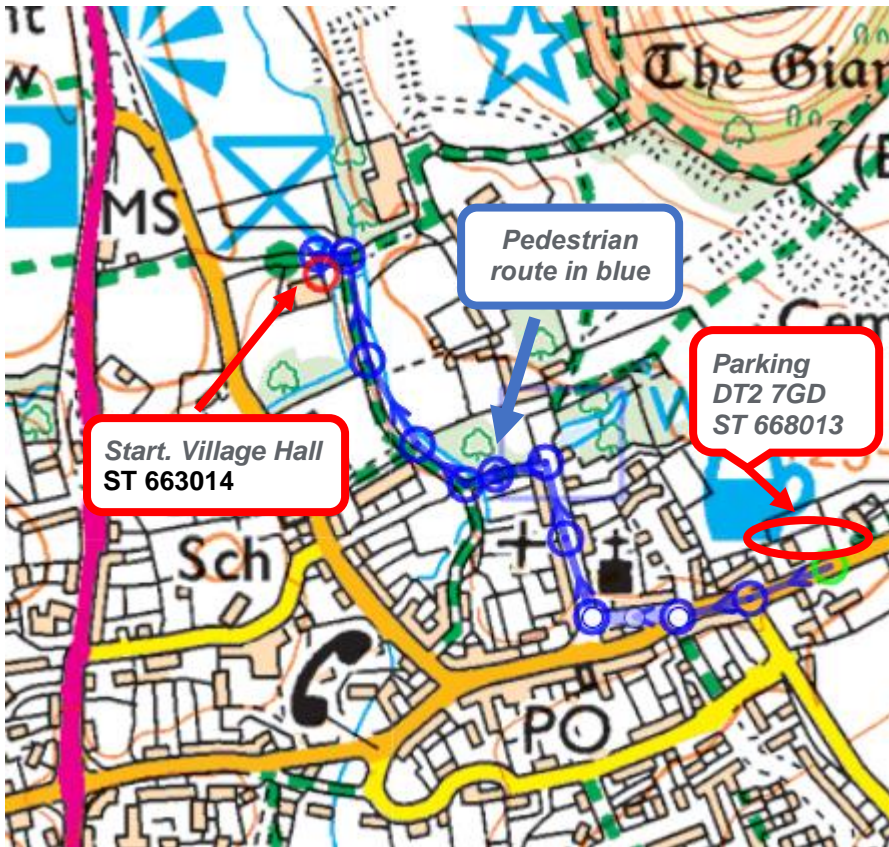 The Gian
MS
Pedestrian
route in blue
Cem
Parking
DT2 7GD
ST 668013
Start. Village Hall
ST 663014
Sch
PO